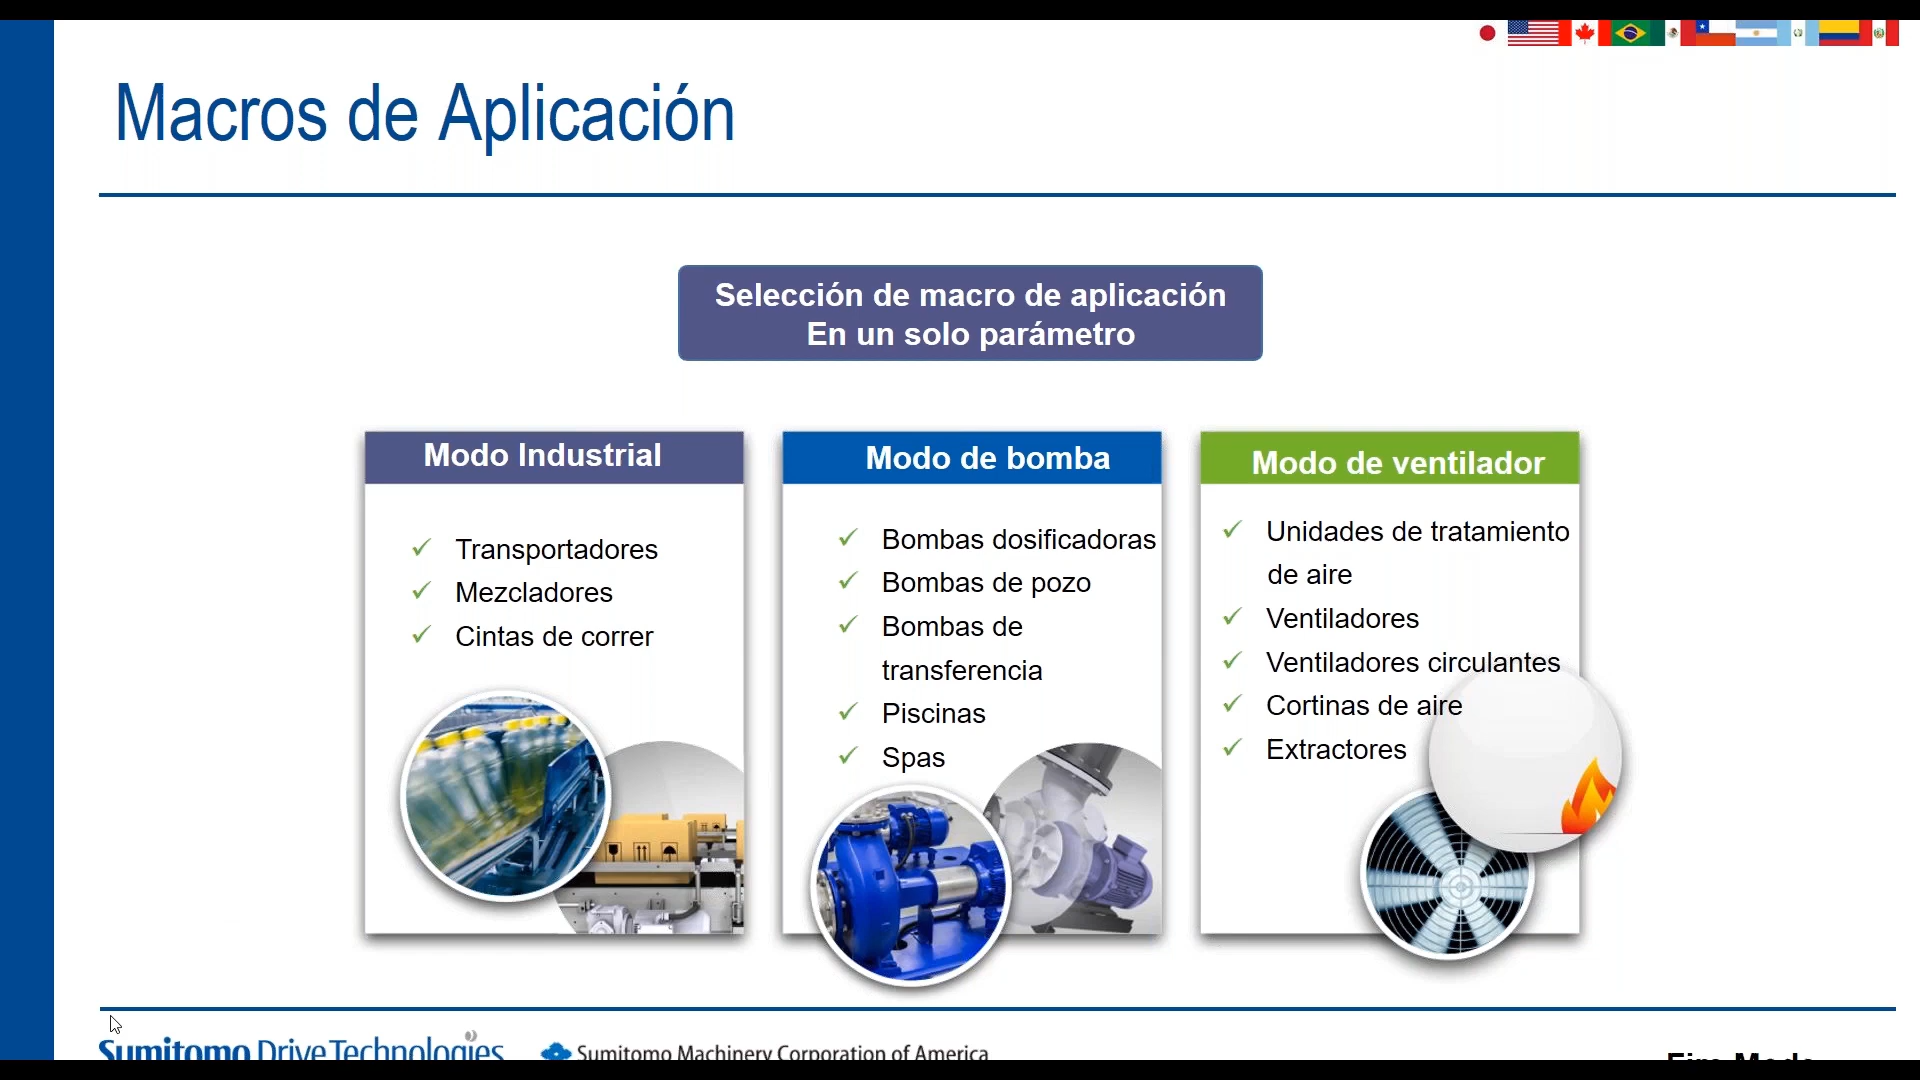 Macros de Aplicación
Selección de macro de aplicación
En un solo parámetro
Modo Industrial
Transportadores
Mezcladores
Cintas de correr
Modo de bomba
Bombas dosificadoras
Bombas de pozo
Bombas de
transferencia
Piscinas
Spas
Modo de ventilador
Unidades de tratamiento
de aire
Ventiladores
Ventiladores circulantes
Cortinas de aire
Extractores
Sumitomo Drive Technologies
Sumitomo Machinery Corporation of America
Fire Mode